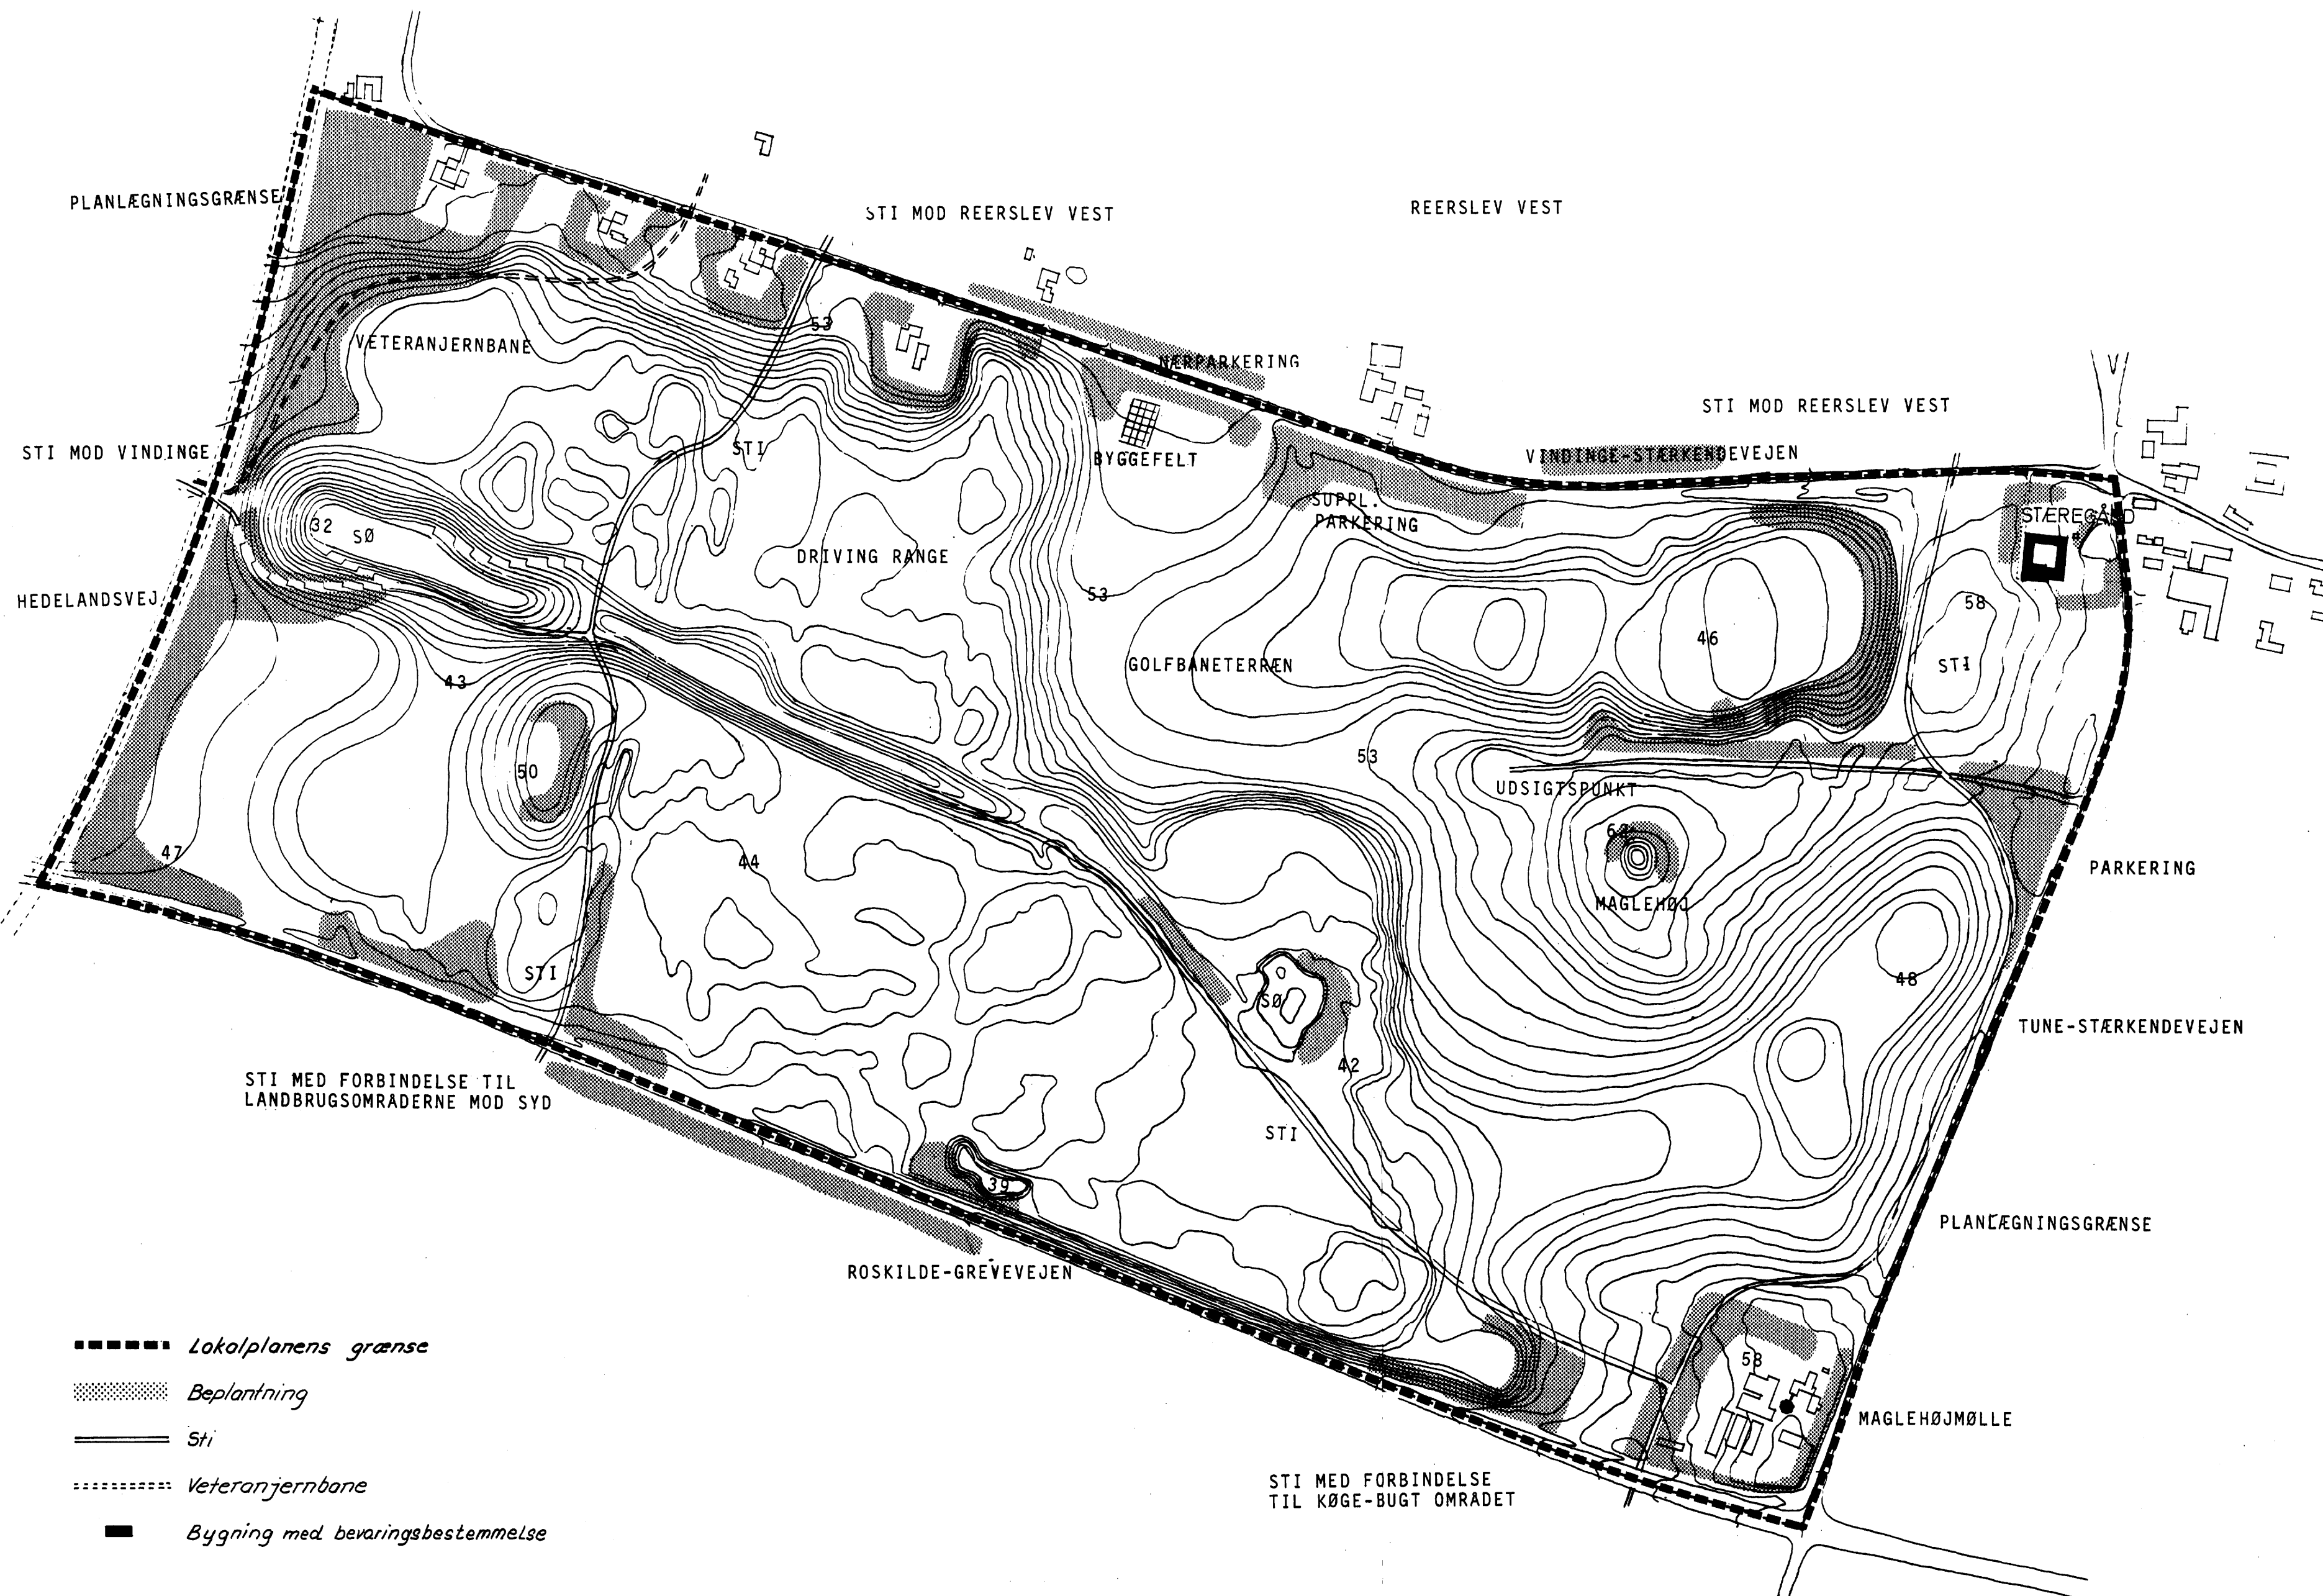 PLANLÆGNINGSGRÆNSE
STI MOD REERSLEV VEST
REERSLEV VEST
53
VETERANJERNBANE
NÆRPARKERING
STI MOD REERSLEV VEST
STI MOD VINDINGE
STI
BYGGEFELT
VINDINGE-STÆRKENDEVEJEN
SUPPL.
PARKERING
STÆREGÅRD
32
SØ
DRIVING RANGE
HEDELANDSVEJ
53
58
46
GOLFBANETERRÆN
STI
43
53
50
UDSIGTSPUNKT
62
47
44
PARKERING
MAGLEHØJ
STI
48
SØ
TUNE-STÆRKENDEVEJEN
42
STI MED FORBINDELSE TIL
LANDBRUGSOMRADERNE MOD SYD
STI
39
PLANLÆGNINGSGRÆNSE
ROSKILDE-GREVEVEJEN
Lokalplanens grænse
58
Beplantning
MAGLEHØJMØLLE
Sti
STI MED FORBINDELSE
TIL KØGE-BUGT OMRADET
Veteranjernbane
Bygning med bevaringsbestemmelse